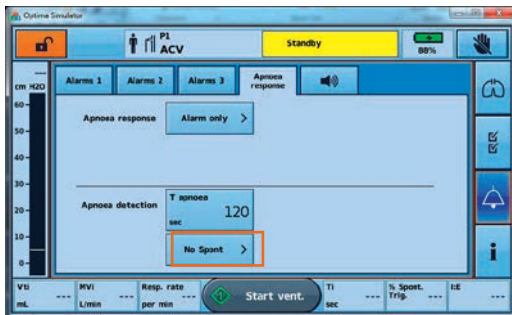 Optima Simulator
P1
ACV
Standby
88%
cm H2O
60
50
40
30
20
10
0
Alarms 1
Alarms 2
Alarms 3
Apnoea
response
Apnoea response
Alarm only >
Apnoea detection
T apnoea
120
sec
No Spont >
i
Vti
---
mL
MVi
---
L/min
Resp. rate
---
per min
Start vent.
Ti
---
sec
% Spont.
Trig. ---
I:E
---